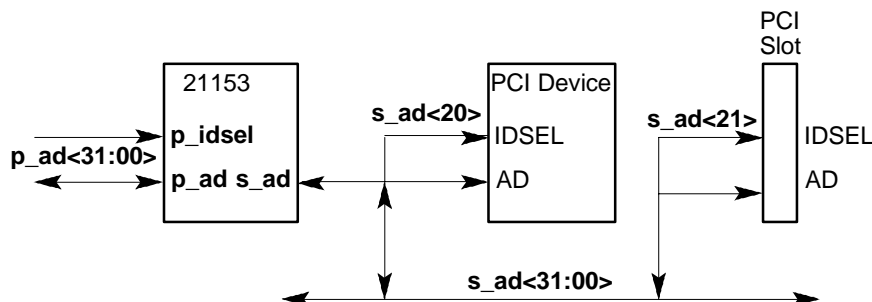 PCI
Slot
21153
PCI Device
s_ad<20>
s_ad<21>
p_idsel
IDSEL
IDSEL
p_ad<31:00>
p_ad s_ad
AD
AD
s_ad<31:00>